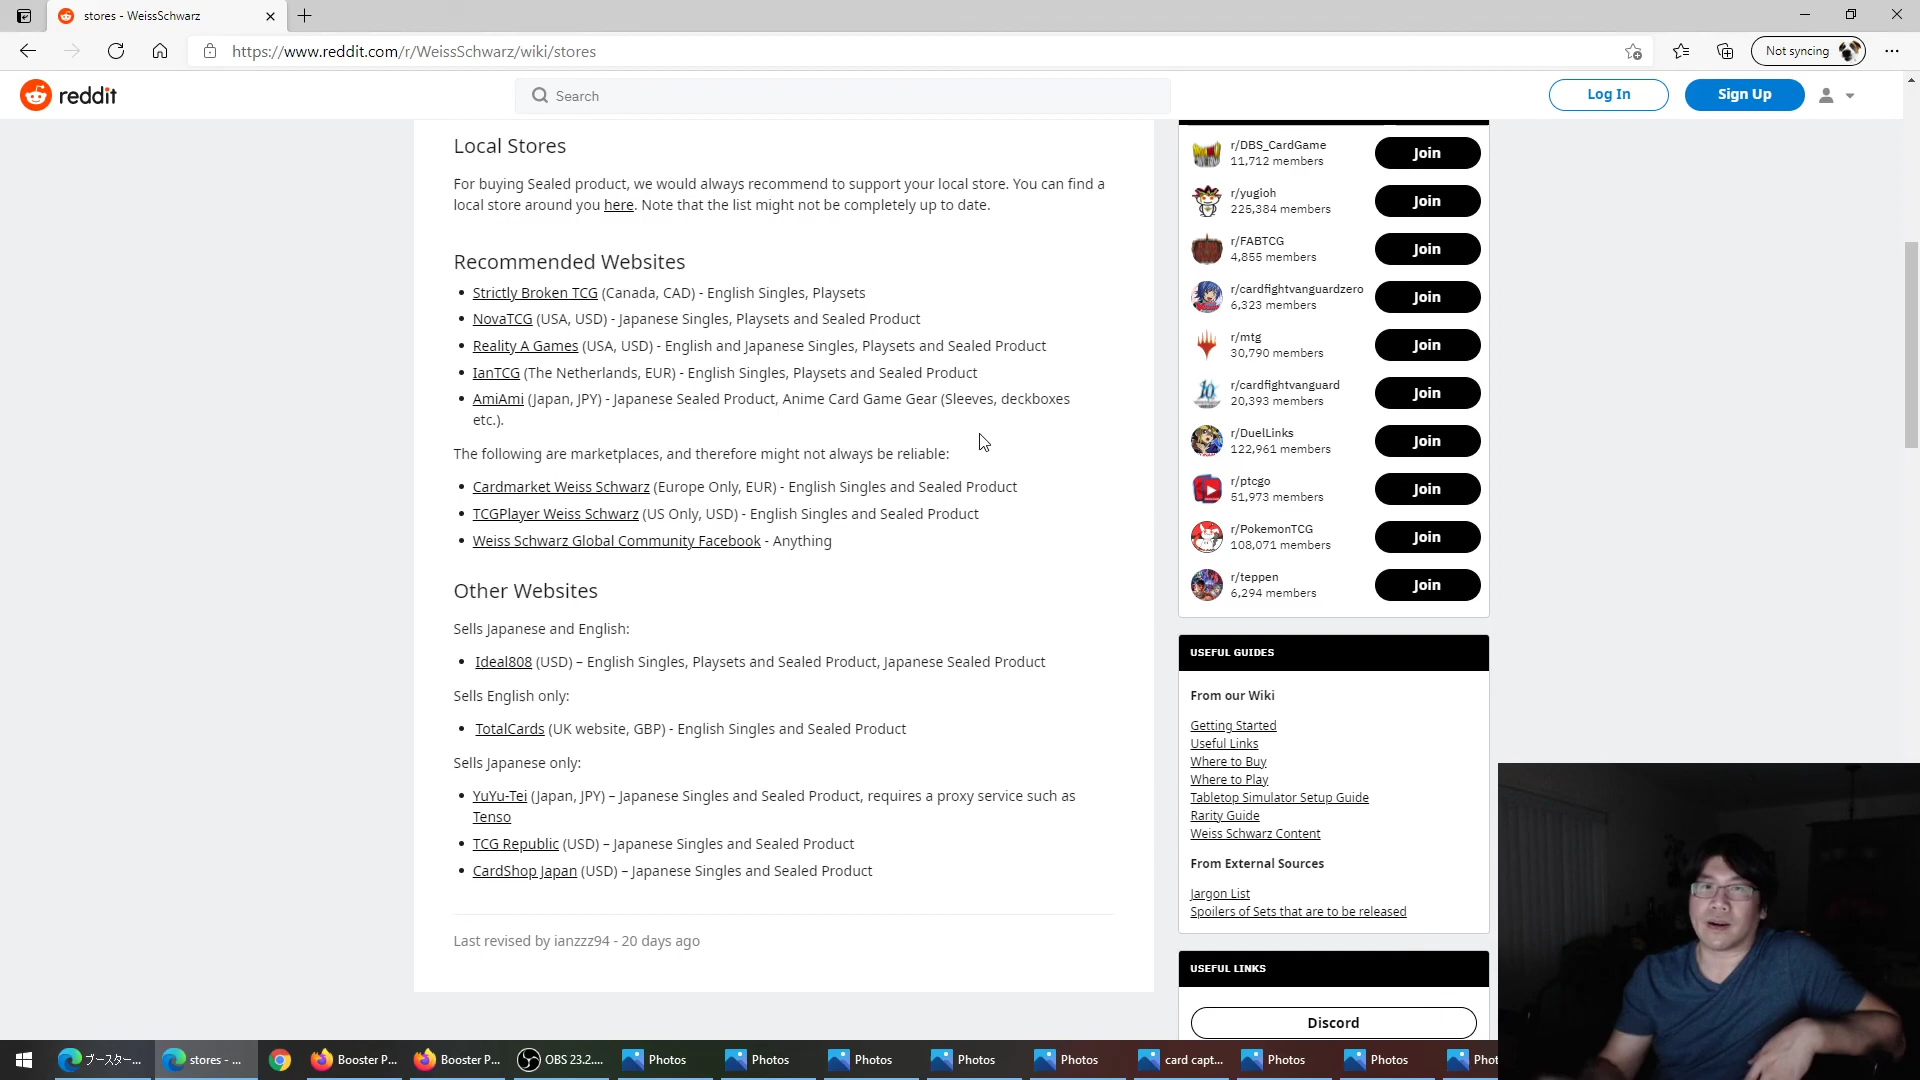 stores - WeissSchwarz
https://www.reddit.com/r/WeissSchwarz/wiki/stores
Not syncing
reddit
Search
Log In
Sign Up
Local Stores
For buying Sealed product, we would always recommend to support your local store. You can find a
local store around you here. Note that the list might not be completely up to date.
Recommended Websites
• Strictly Broken TCG (Canada, CAD) - English Singles, Playsets
• NovaTCG (USA, USD) - Japanese Singles, Playsets and Sealed Product
• Reality A Games (USA, USD) - English and Japanese Singles, Playsets and Sealed Product
• IanTCG (The Netherlands, EUR) - English Singles, Playsets and Sealed Product
• AmiAmi (Japan, JPY) - Japanese Sealed Product, Anime Card Game Gear (Sleeves, deckboxes
etc.).
The following are marketplaces, and therefore might not always be reliable:
• Cardmarket Weiss Schwarz (Europe Only, EUR) - English Singles and Sealed Product
• TCGPlayer Weiss Schwarz (US Only, USD) - English Singles and Sealed Product
• Weiss Schwarz Global Community Facebook - Anything
Other Websites
Sells Japanese and English:
• Ideal808 (USD) – English Singles, Playsets and Sealed Product, Japanese Sealed Product
Sells English only:
• TotalCards (UK website, GBP) - English Singles and Sealed Product
Sells Japanese only:
• YuYu-Tei (Japan, JPY) – Japanese Singles and Sealed Product, requires a proxy service such as
Tenso
• TCG Republic (USD) – Japanese Singles and Sealed Product
• CardShop Japan (USD) – Japanese Singles and Sealed Product
Last revised by ianzzz94 - 20 days ago
r/DBS_CardGame
11,712 members
Join
r/yugioh
225,384 members
Join
r/FABTCG
4,855 members
Join
r/cardfightvanguardzero
6,323 members
Join
r/mtg
30,790 members
Join
r/cardfightvanguard
20,393 members
Join
r/DuelLinks
122,961 members
Join
r/ptcgo
51,973 members
Join
r/PokemonTCG
108,071 members
Join
r/teppen
6,294 members
Join
USEFUL GUIDES
From our Wiki
Getting Started
Useful Links
Where to Buy
Where to Play
Tabletop Simulator Setup Guide
Rarity Guide
Weiss Schwarz Content
From External Sources
Jargon List
Spoilers of Sets that are to be released
USEFUL LINKS
Discord
ブースター...
stores - ...
Booster P...
Booster P...
OBS 23.2....
Photos
Photos
Photos
Photos
Photos
card capt...
Photos
Photos
Phot